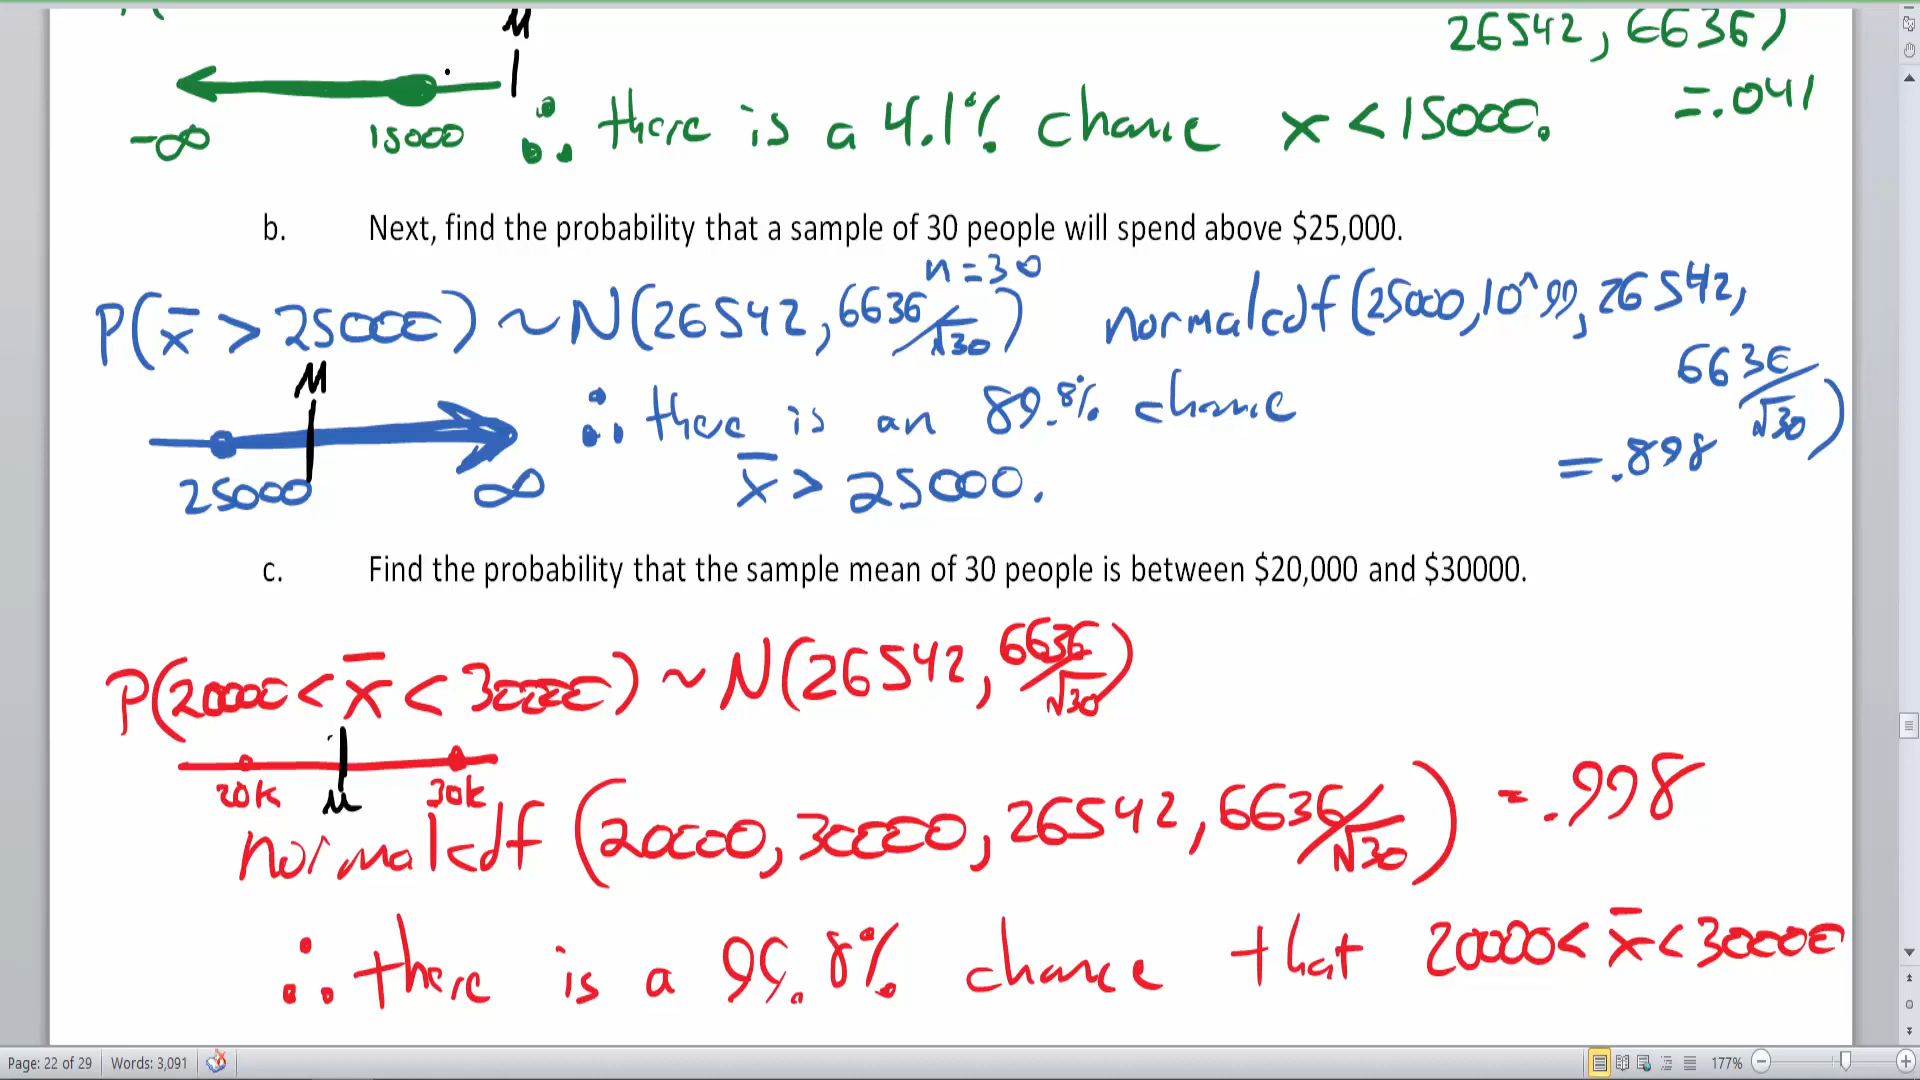 μ
26542, 6636)
=.041
-∞ 15000 ∴ there is a 4.1% chance x < 15000.
b. Next, find the probability that a sample of 30 people will spend above $25,000.
n=30
P(x̄ > 25000) ~ N(26542, 6636/√30) normalcdf(25000, 10^99, 26542,
6636/√30)
=.898
μ
25000 ∞
∴ there is an 89.8% chance
x̄ > 25000.
c. Find the probability that the sample mean of 30 people is between $20,000 and $30000.
P(20000 < x̄ < 30000) ~ N(26542, 6636/√30)
20k μ 30k
normalcdf (20000, 30000, 26542, 6636/√30) = .998
∴ there is a 99.8% chance that 20000 < x̄ < 30000
Page: 22 of 29 Words: 3,091 177%